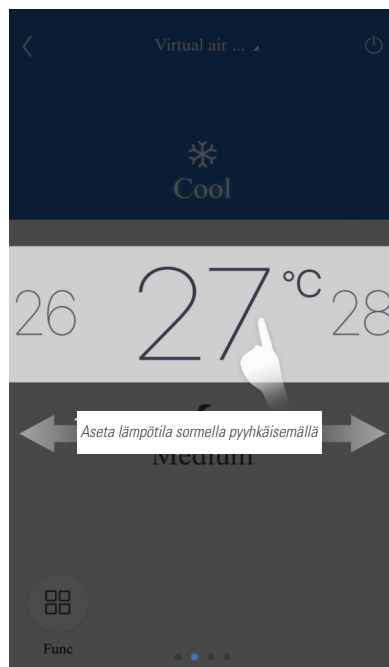 Virtual air ...
Cool
26 27 °C 28
Aseta lämpötila sormella pyyhkäisemällä
Medium
Func